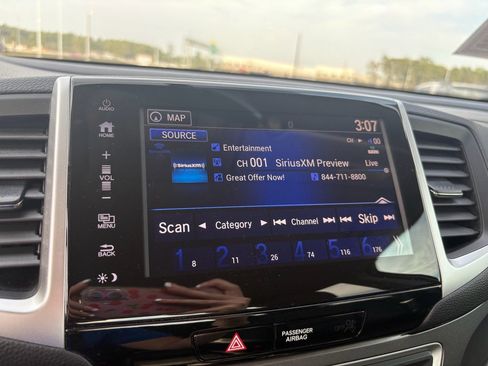 AUDIO
MAP
3:07
SOURCE
HOME
Entertainment
CH
((SiriusXM))
CH 001 SiriusXM Preview Live
Great Offer Now! 844-711-8800
+
VOL
−
MENU
Scan Category Channel Skip
BACK
1 8 2 11 3 26 4 74 5 116 6 176
PASSENGER
AIRBAG